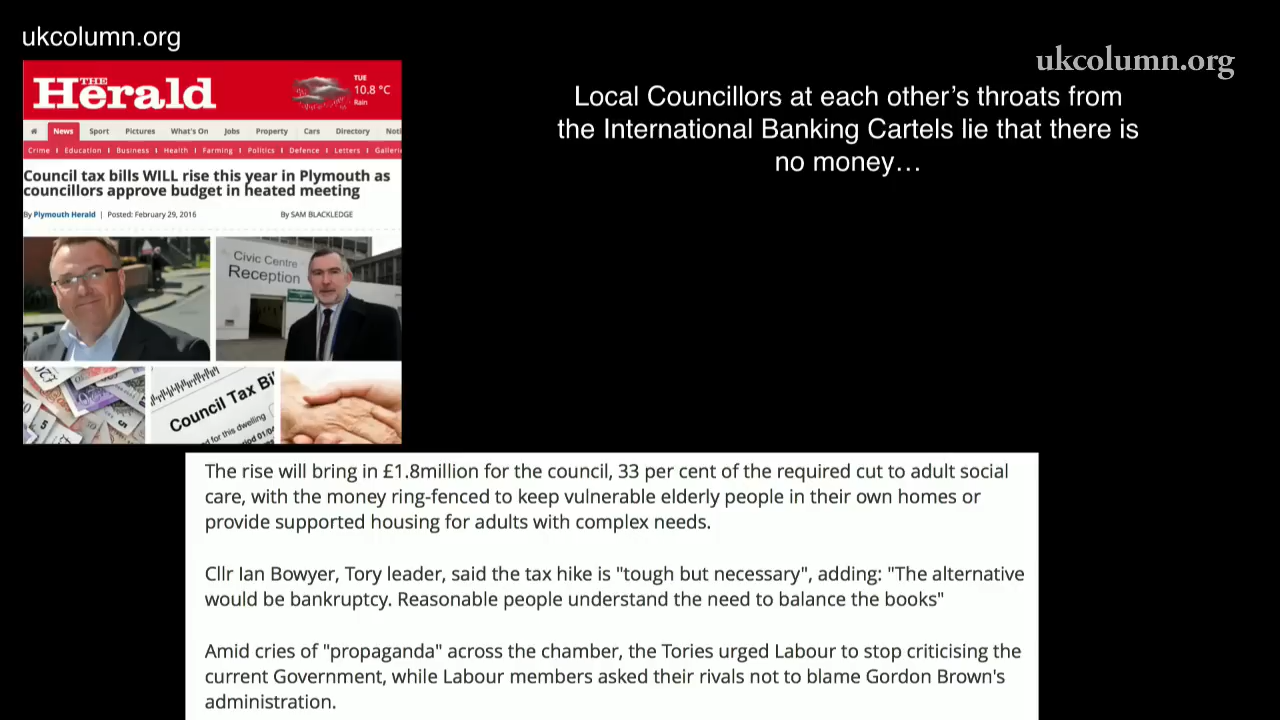 ukcolumn.org
ukcolumn.org
Local Councillors at each other’s throats from
the International Banking Cartels lie that there is
no money…
THE
Herald
TUE
10.8 °C
Rain
News Sport Pictures What's On Jobs Property Cars Directory Noti
Crime Education Business Health Farming Politics Defence Letters Galleri
Council tax bills WILL rise this year in Plymouth as
councillors approve budget in heated meeting
By Plymouth Herald | Posted: February 29, 2016 By SAM BLACKLEDGE
Civic Centre
Reception
£20
5
5
Council Tax Bi
for this dwelling
The rise will bring in £1.8million for the council, 33 per cent of the required cut to adult social
care, with the money ring-fenced to keep vulnerable elderly people in their own homes or
provide supported housing for adults with complex needs.
Cllr Ian Bowyer, Tory leader, said the tax hike is "tough but necessary", adding: "The alternative
would be bankruptcy. Reasonable people understand the need to balance the books"
Amid cries of "propaganda" across the chamber, the Tories urged Labour to stop criticising the
current Government, while Labour members asked their rivals not to blame Gordon Brown's
administration.